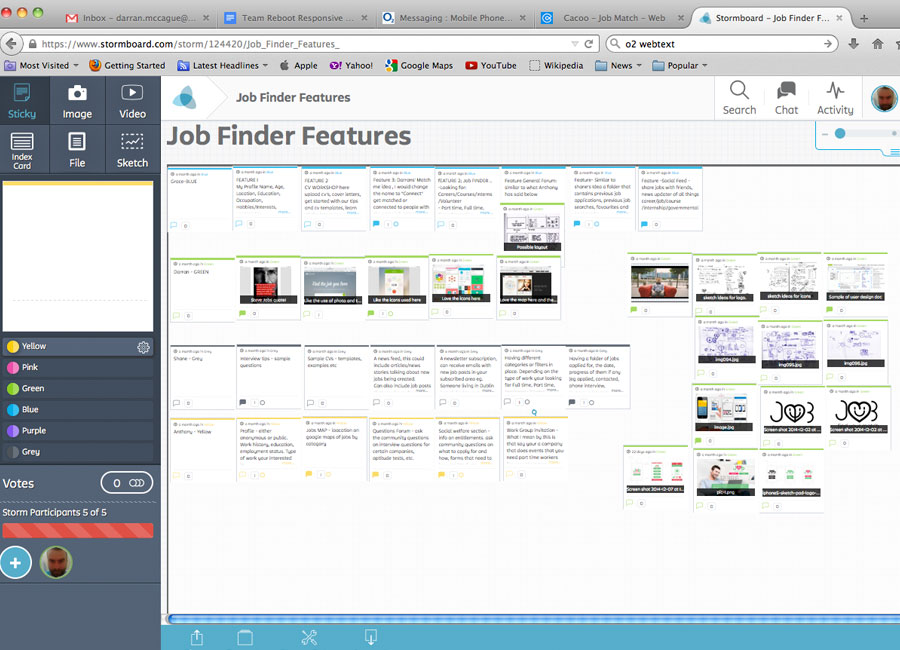 Inbox – darran.mccague@...
Team Reboot Responsive ...
Messaging : Mobile Phone...
Cacoo – Job Match – Web
Stormboard – Job Finder F...
https://www.stormboard.com/storm/124420/Job_Finder_Features_
o2 webtext
Most Visited
Getting Started
Latest Headlines
Apple
Yahoo!
Google Maps
YouTube
Wikipedia
News
Popular
Sticky
Image
Video
Index Card
File
Sketch
Job Finder Features
Search
Chat
Activity
Job Finder Features
Yellow
Pink
Green
Blue
Purple
Grey
Votes
0
Storm Participants 5 of 5
Grace-BLUE
FEATURE 1
My Profile Name, Age,
Location, Education,
Occupation,
Hobbies/Interests,
FEATURE 2
CV WORKSHOP here
upload cvrs, cover letters,
get started with our tips
and cv templates, learn
Feature 3: Darrans' Match
me idea , I would change
the name to "Connect"
get matched or
connected to people with
FEATURE 2: JOB FINDER...
-Looking for
Careers/Courses/Interns
/Volunteer
- Part time, Full time,
Feature General Forum:
similar to what Anthony
has said below
Possible layout
Feature- Similar to
share's idea a folder that
contains previous job
applications, previous job
searches, favourites and
Feature -Social Feed -
share jobs with friends,
news updates of all things
career/job/course
/internship/governmental
Darran - GREEN
Steve Jobs quote!
Like the use of photo and t...
Like the icons used here
Love the icons here
Love the map here and the...
sketch ideas for logo.
sketch ideas for icons
Sample of user design doc
Shane - Grey
Interview tips - sample
questions
Sample CVs - templates,
examples etc
A news feed, this could
include articles/news
stories talking about new
jobs being created.
Can also include job posts
A newsletter subscription,
can receive emails with
new job posts in your
subscribed area eg.
someone living in Dublin
Having different
categories or filters in
place. Depending on the
type of work your looking
for Full time, Part time,
Having a folder of jobs
applied for, the date,
progress of them if any
(eg applied, contacted,
phone interview,
img094.jpg
img095.jpg
img096.jpg
Anthony - Yellow
Profile - either
anonymous or public.
Work history, education,
employment status. Type
of work your interested
Jobs MAP - loacation on
google maps of jobs by
category
Questions Forum - ask
the community questions
on interview questions
for certain companies,
aptitude tests, etc.
Social welfare section -
info on entitlements. ask
community questions on
what to copply for and
how, forms that need to
Work Group Invitation -
What I mean by this is
that say your a company
that does events that you
need part time workers
image.jpg
Screen shot 2014-12-02 at ...
Screen shot 2014-12-02 at...
Screen shot 2014-12-07 at t...
pic01.png
iphone5-sketch-pad-logo-...